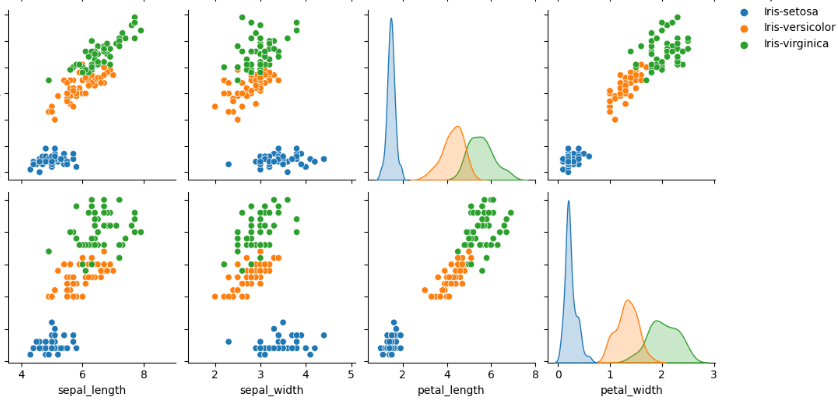 Iris-setosa
Iris-versicolor
Iris-virginica
4 6 8 2 3 4 5 2 4 6 8 0 1 2 3
sepal_length sepal_width petal_length petal_width